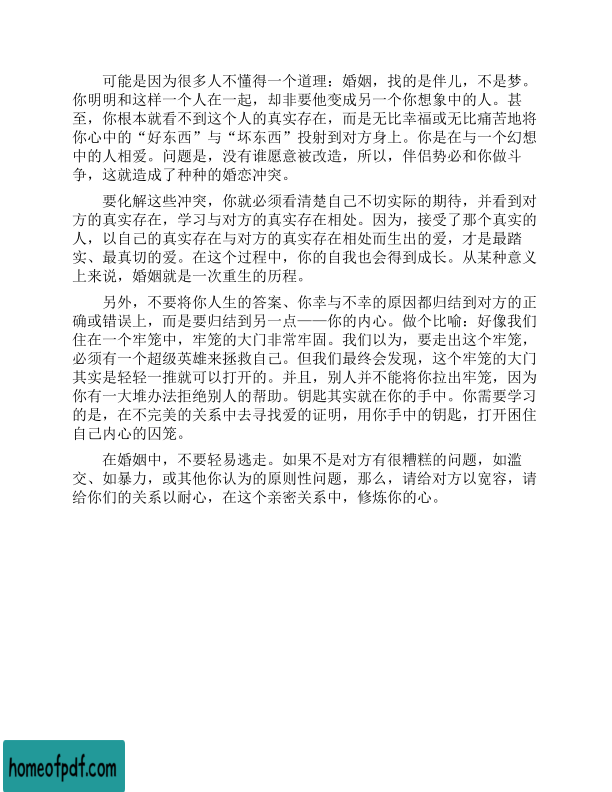 可能是因为很多人不懂得一个道理：婚姻，找的是伴儿，不是梦。
你明明和这样一个人在一起，却非要他变成另一个你想象中的人。甚
至，你根本就看不到这个人的真实存在，而是无比幸福或无比痛苦地将
你心中的“好东西”与“坏东西”投射到对方身上。你是在与一个幻想
中的人相爱。问题是，没有谁愿意被改造，所以，伴侣势必和你做斗
争，这就造成了种种的婚恋冲突。
要化解这些冲突，你就必须看清楚自己不切实际的期待，并看到对
方的真实存在，学习与对方的真实存在相处。因为，接受了那个真实的
人，以自己的真实存在与对方的真实存在相处而生出的爱，才是最踏
实、最真切的爱。在这个过程中，你的自我也会得到成长。从某种意义
上来说，婚姻就是一次重生的历程。
另外，不要将你人生的答案、你幸与不幸的原因都归结到对方的正
确或错误上，而是要归结到另一点——你的内心。做个比喻：好像我们
住在一个牢笼中，牢笼的大门非常牢固。我们以为，要走出这个牢笼，
必须有一个超级英雄来拯救自己。但我们最终会发现，这个牢笼的大门
其实是轻轻一推就可以打开的。并且，别人并不能将你拉出牢笼，因为
你有一大堆办法拒绝别人的帮助。钥匙其实就在你的手中。你需要学习
的是，在不完美的关系中去寻找爱的证明，用你手中的钥匙，打开困住
自己内心的囚笼。
在婚姻中，不要轻易逃走。如果不是对方有很糟糕的问题，如滥
交、如暴力，或其他你认为的原则性问题，那么，请给对方以宽容，请
给你们的关系以耐心，在这个亲密关系中，修炼你的心。
homeofpdf.com